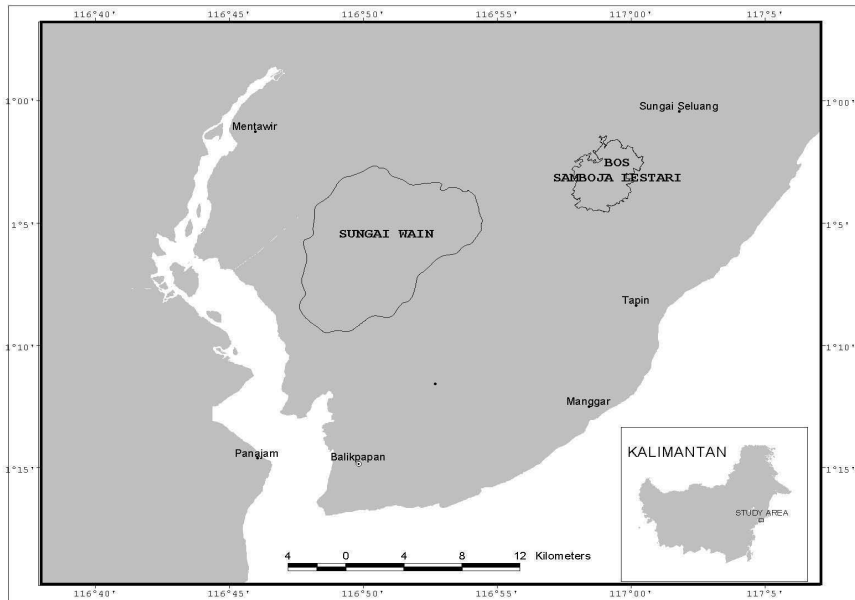 116°40' 116°45' 116°50' 116°55' 117°00' 117°5'
1°00' 1°00'
Sungai Seluang
Mentawir
BOS
SAMBOJA LESTARI
1°5' 1°5'
SUNGAI WAIN
Tapin
1°10' 1°10'
Manggar
KALIMANTAN
Panajam
Balikpapan
1°15' 1°15'
STUDY AREA
4 0 4 8 12 Kilometers
116°40' 116°45' 116°50' 116°55' 117°00' 117°5'